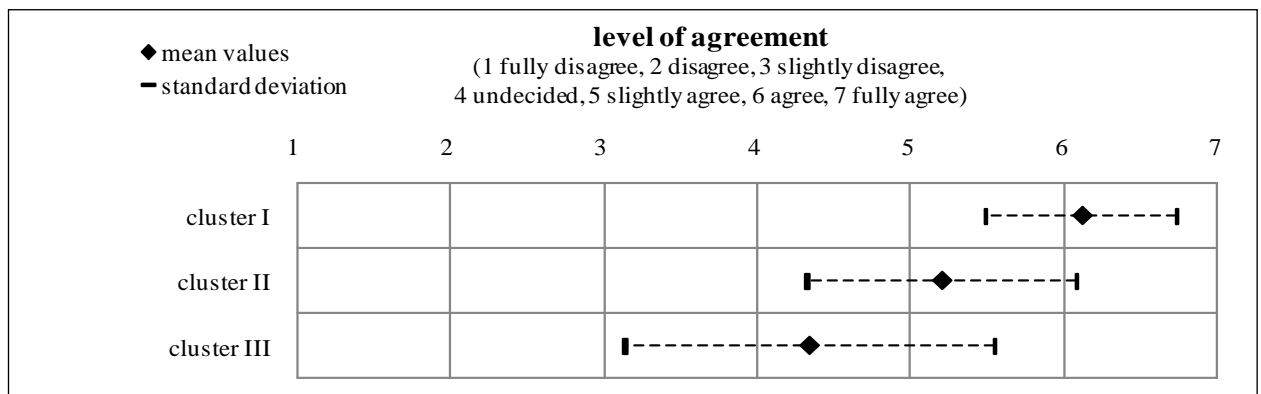 level of agreement
(1 fully disagree, 2 disagree, 3 slightly disagree,
4 undecided, 5 slightly agree, 6 agree, 7 fully agree)
mean values
standard deviation
1 2 3 4 5 6 7
cluster I
cluster II
cluster III